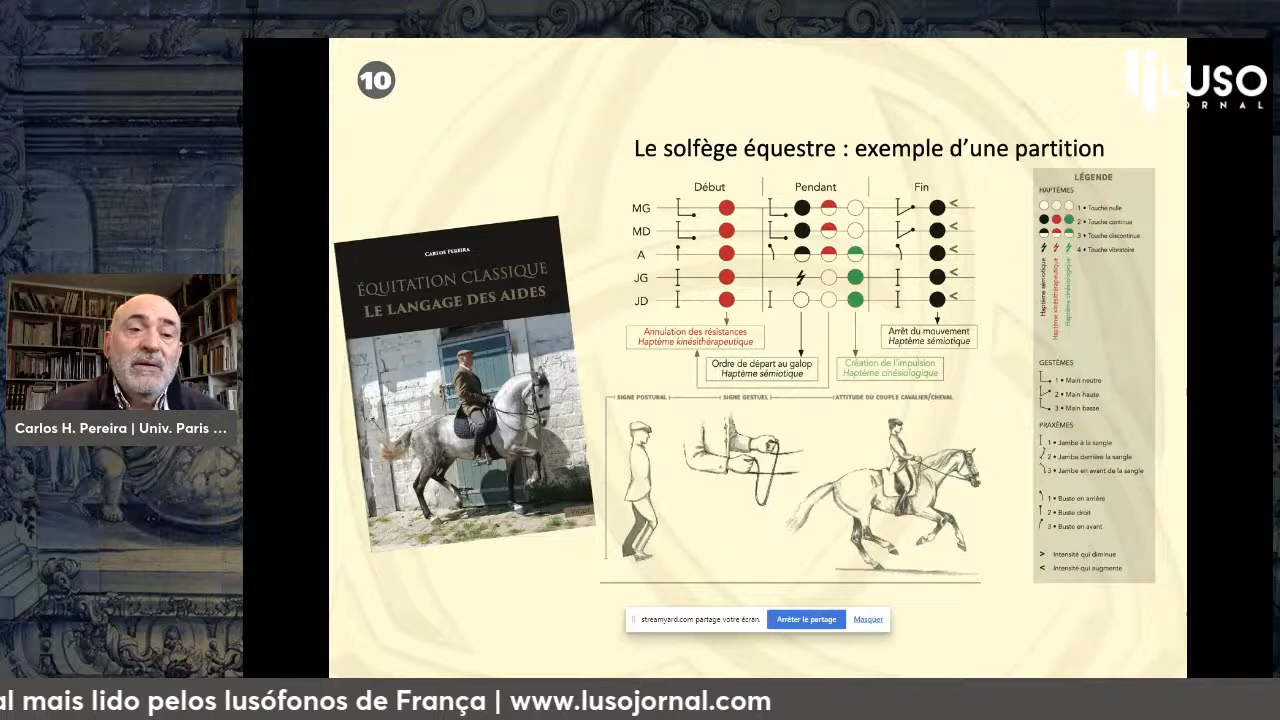 10
LUSO
JORNAL
Le solfège équestre : exemple d'une partition
Début
Pendant
Fin
MG
MD
A
JG
JD
Annulation des résistances
Haptème kinésithérapeutique
Ordre de départ au galop
Haptème sémiotique
Création de l'impulsion
Haptème cinésiologique
Arrêt du mouvement
Haptème sémiotique
SIGNE POSTURAL
SIGNE GESTUEL
ATTITUDE DU COUPLE CAVALIER/CHEVAL
LÉGENDE
HAPTÈMES
1 • Touche nulle
2 • Touche continue
3 • Touche discontinue
4 • Touche vibratoire
Haptème sémiotique
Haptème kinésithérapeutique
Haptème cinésiologique
GESTÈMES
1 • Main neutre
2 • Main haute
3 • Main basse
PRAXÈMES
1 • Jambe à la sangle
2 • Jambe derrière la sangle
3 • Jambe en avant de la sangle
1 • Buste en arrière
2 • Buste droit
3 • Buste en avant
> Intensité qui diminue
< Intensité qui augmente
Carlos Pereira
ÉQUITATION CLASSIQUE
LE LANGAGE DES AIDES
VIGOT
Carlos H. Pereira | Univ. Paris ...
streamyard.com partage votre écran.
Arrêter le partage
Masquer
al mais lido pelos lusófonos de França | www.lusojornal.com